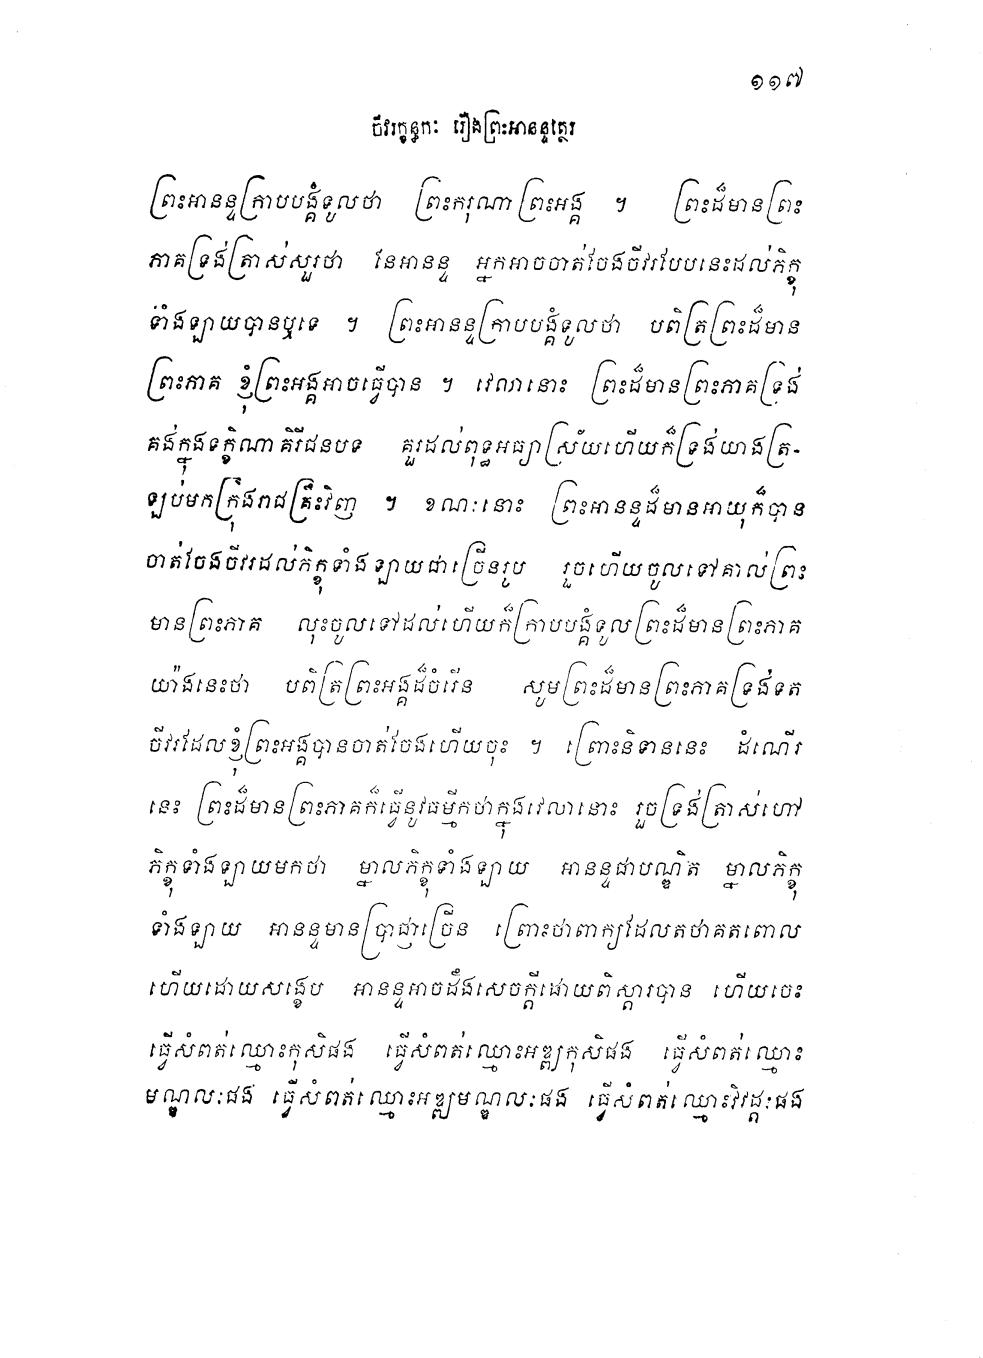 ១១៧
ចីវរក្ខន្ធកៈ រឿងព្រះអានន្ទត្ថេរ
ព្រះអានន្ទក្រាបបង្គំទូលថា ព្រះករុណាព្រះអង្គ ។ ព្រះដ៏មានព្រះ
ភាគទ្រង់ត្រាស់សួរថា នែអានន្ទ អ្នកអាចចាត់ចែងចីវរបែបនេះដល់ភិក្ខុ
ទាំងឡាយបានឬទេ ។ ព្រះអានន្ទក្រាបបង្គំទូលថា បពិត្រព្រះដ៏មាន
ព្រះភាគ ខ្ញុំព្រះអង្គអាចធ្វើបាន ។ វេលានោះ ព្រះដ៏មានព្រះភាគទ្រង់
គង់ក្នុងទក្ខិណាគិរីជនបទ គួរដល់ពុទ្ធអធ្យាស្រ័យហើយក៏ទ្រង់យាងត្រ-
ឡប់មកក្រុងរាជគ្រឹះវិញ ។ ខណៈនោះ ព្រះអានន្ទដ៏មានអាយុក៏បាន
ចាត់ចែងចីវរដល់ភិក្ខុទាំងឡាយជាច្រើនរូប រួចហើយចូលទៅគាល់ព្រះ
មានព្រះភាគ លុះចូលទៅដល់ហើយក៏ក្រាបបង្គំទូលព្រះដ៏មានព្រះភាគ
យ៉ាងនេះថា បពិត្រព្រះអង្គដ៏ចំរើន សូមព្រះដ៏មានព្រះភាគទ្រង់ទត
ចីវរដែលខ្ញុំព្រះអង្គបានចាត់ចែងហើយចុះ ។ ព្រោះនិទាននេះ ដំណើរ
នេះ ព្រះដ៏មានព្រះភាគក៏ធ្វើនូវធម្មីកថាក្នុងវេលានោះ រួចទ្រង់ត្រាស់ហៅ
ភិក្ខុទាំងឡាយមកថា ម្នាលភិក្ខុទាំងឡាយ អានន្ទជាបណ្ឌិត ម្នាលភិក្ខុ
ទាំងឡាយ អានន្ទមានប្រាជ្ញាច្រើន ព្រោះថាពាក្យដែលតថាគតពោល
ហើយដោយសង្ខេប អានន្ទអាចដឹងសេចក្តីដោយពិស្តារបាន ហើយចេះ
ធ្វើសំពត់ឈ្មោះកុសិផង ធ្វើសំពត់ឈ្មោះអឌ្ឍកុសិផង ធ្វើសំពត់ឈ្មោះ
មណ្ឌលៈផង ធ្វើសំពត់ឈ្មោះអឌ្ឍមណ្ឌលៈផង ធ្វើសំពត់ឈ្មោះវិវដ្ដៈផង